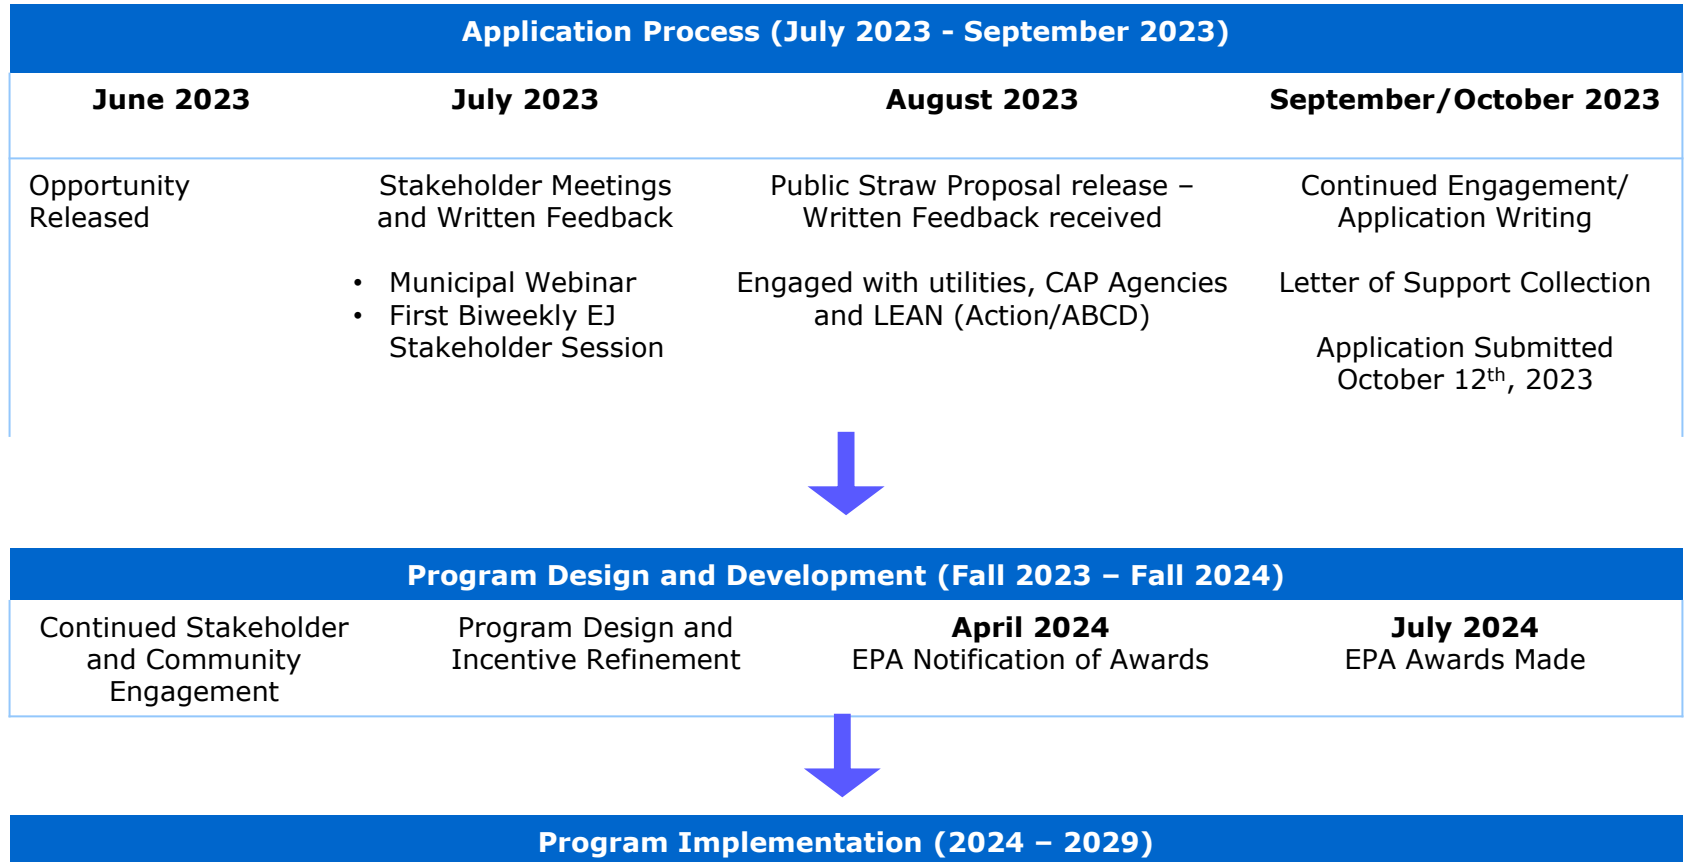 Application Process (July 2023 - September 2023)
June 2023
July 2023
August 2023
September/October 2023
Opportunity
Released
Stakeholder Meetings
and Written Feedback
• Municipal Webinar
• First Biweekly EJ
Stakeholder Session
Public Straw Proposal release –
Written Feedback received
Engaged with utilities, CAP Agencies
and LEAN (Action/ABCD)
Continued Engagement/
Application Writing
Letter of Support Collection
Application Submitted
October 12th, 2023
Program Design and Development (Fall 2023 – Fall 2024)
Continued Stakeholder
and Community
Engagement
Program Design and
Incentive Refinement
April 2024
EPA Notification of Awards
July 2024
EPA Awards Made
Program Implementation (2024 – 2029)